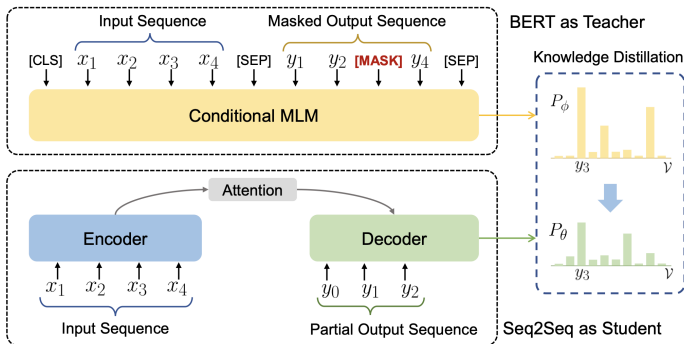 Input Sequence
Masked Output Sequence
BERT as Teacher
[CLS] x₁ x₂ x₃ x₄ [SEP] y₁ y₂ [MASK] y₄ [SEP]
Conditional MLM
Knowledge Distillation
P_ϕ
y₃ 𝒱
Attention
Encoder
Decoder
P_θ
y₃ 𝒱
x₁ x₂ x₃ x₄
y₀ y₁ y₂
Input Sequence
Partial Output Sequence
Seq2Seq as Student